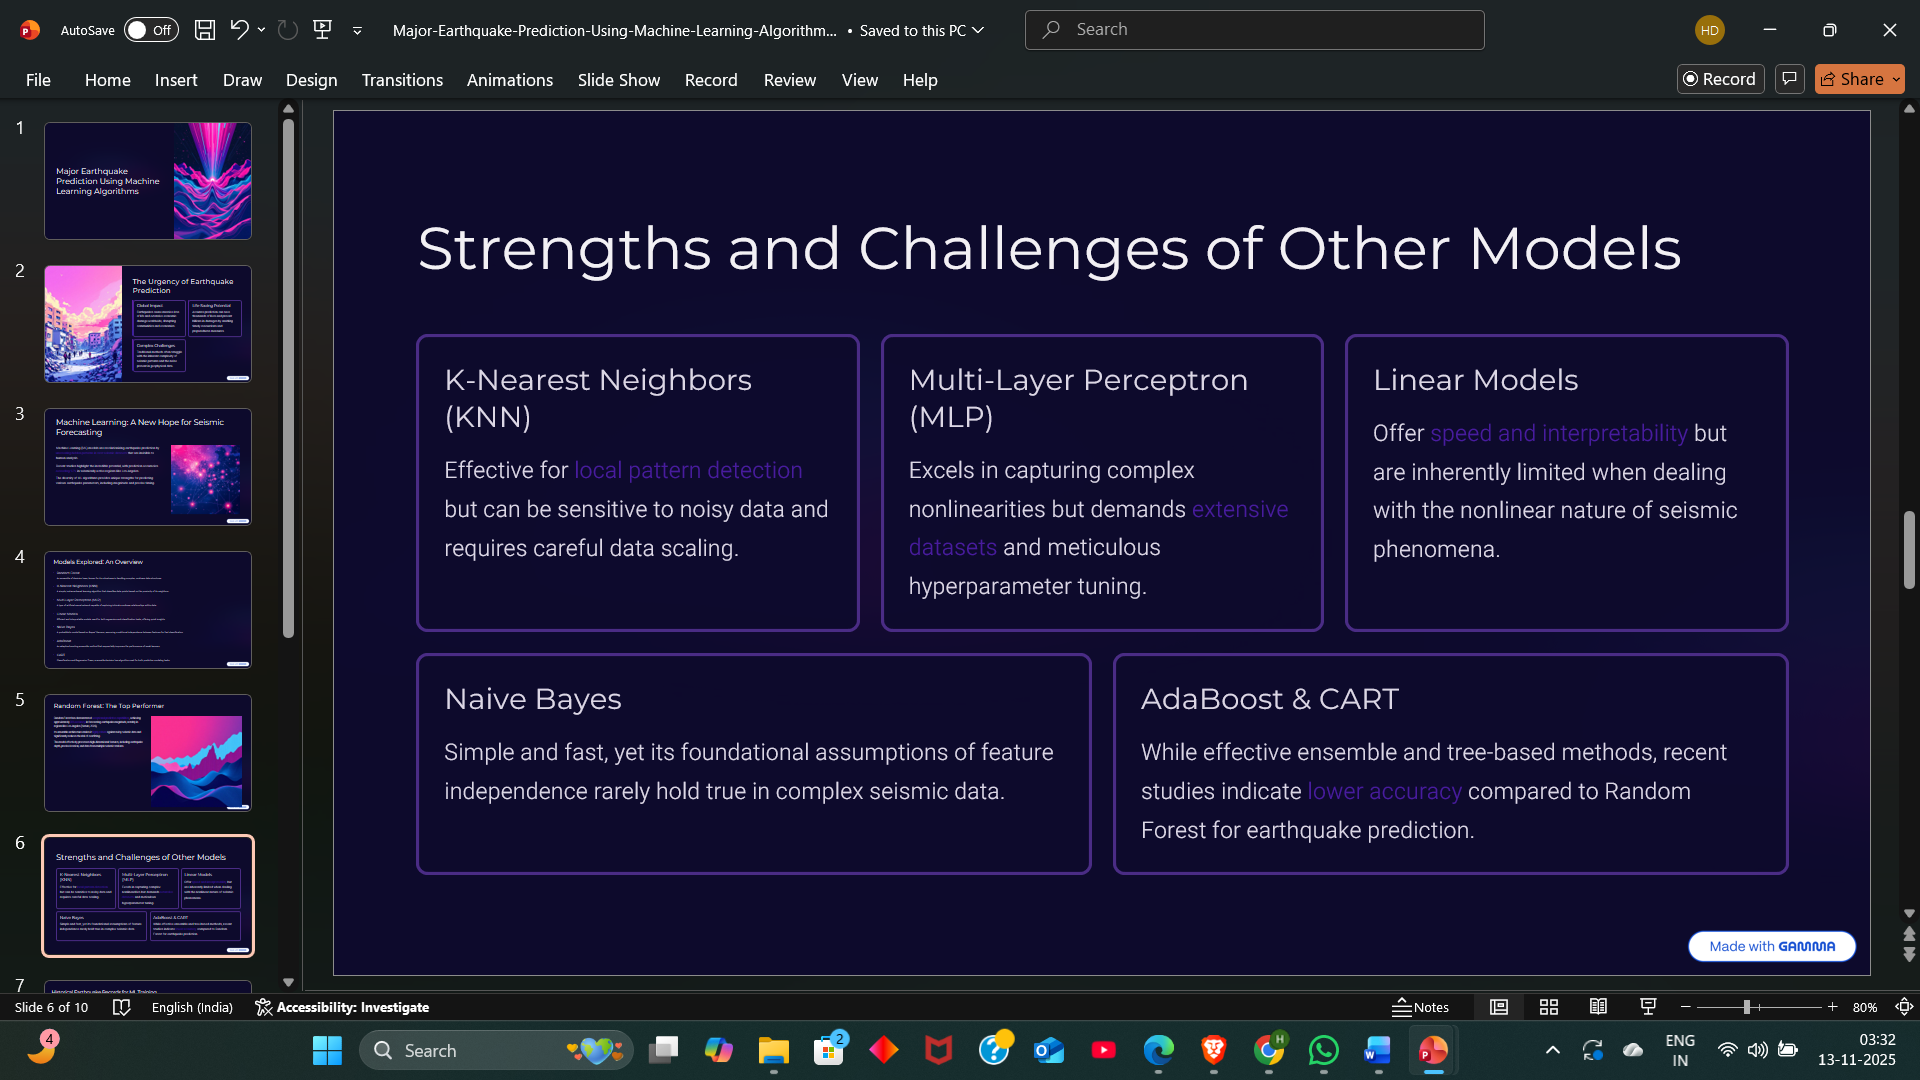 AutoSave Off
Major-Earthquake-Prediction-Using-Machine-Learning-Algorithm... • Saved to this PC
Search
HD
File Home Insert Draw Design Transitions Animations Slide Show Record Review View Help
Record
Share
1
Major Earthquake
Prediction Using Machine
Learning Algorithms
2
The Urgency of Earthquake
Prediction
Global Impact
Life-Saving Potential
Complex Challenges
3
Machine Learning: A New Hope for Seismic
Forecasting
4
Models Explored: An Overview
5
Random Forest: The Top Performer
6
Strengths and Challenges of Other Models
7
Strengths and Challenges of Other Models
K-Nearest Neighbors
(KNN)
Effective for local pattern detection
but can be sensitive to noisy data and
requires careful data scaling.
Multi-Layer Perceptron
(MLP)
Excels in capturing complex
nonlinearities but demands extensive
datasets and meticulous
hyperparameter tuning.
Linear Models
Offer speed and interpretability but
are inherently limited when dealing
with the nonlinear nature of seismic
phenomena.
Naive Bayes
Simple and fast, yet its foundational assumptions of feature
independence rarely hold true in complex seismic data.
AdaBoost & CART
While effective ensemble and tree-based methods, recent
studies indicate lower accuracy compared to Random
Forest for earthquake prediction.
Made with GAMMA
Slide 6 of 10
English (India)
Accessibility: Investigate
Notes
80%
4
Search
2
H
ENG
IN
03:32
13-11-2025